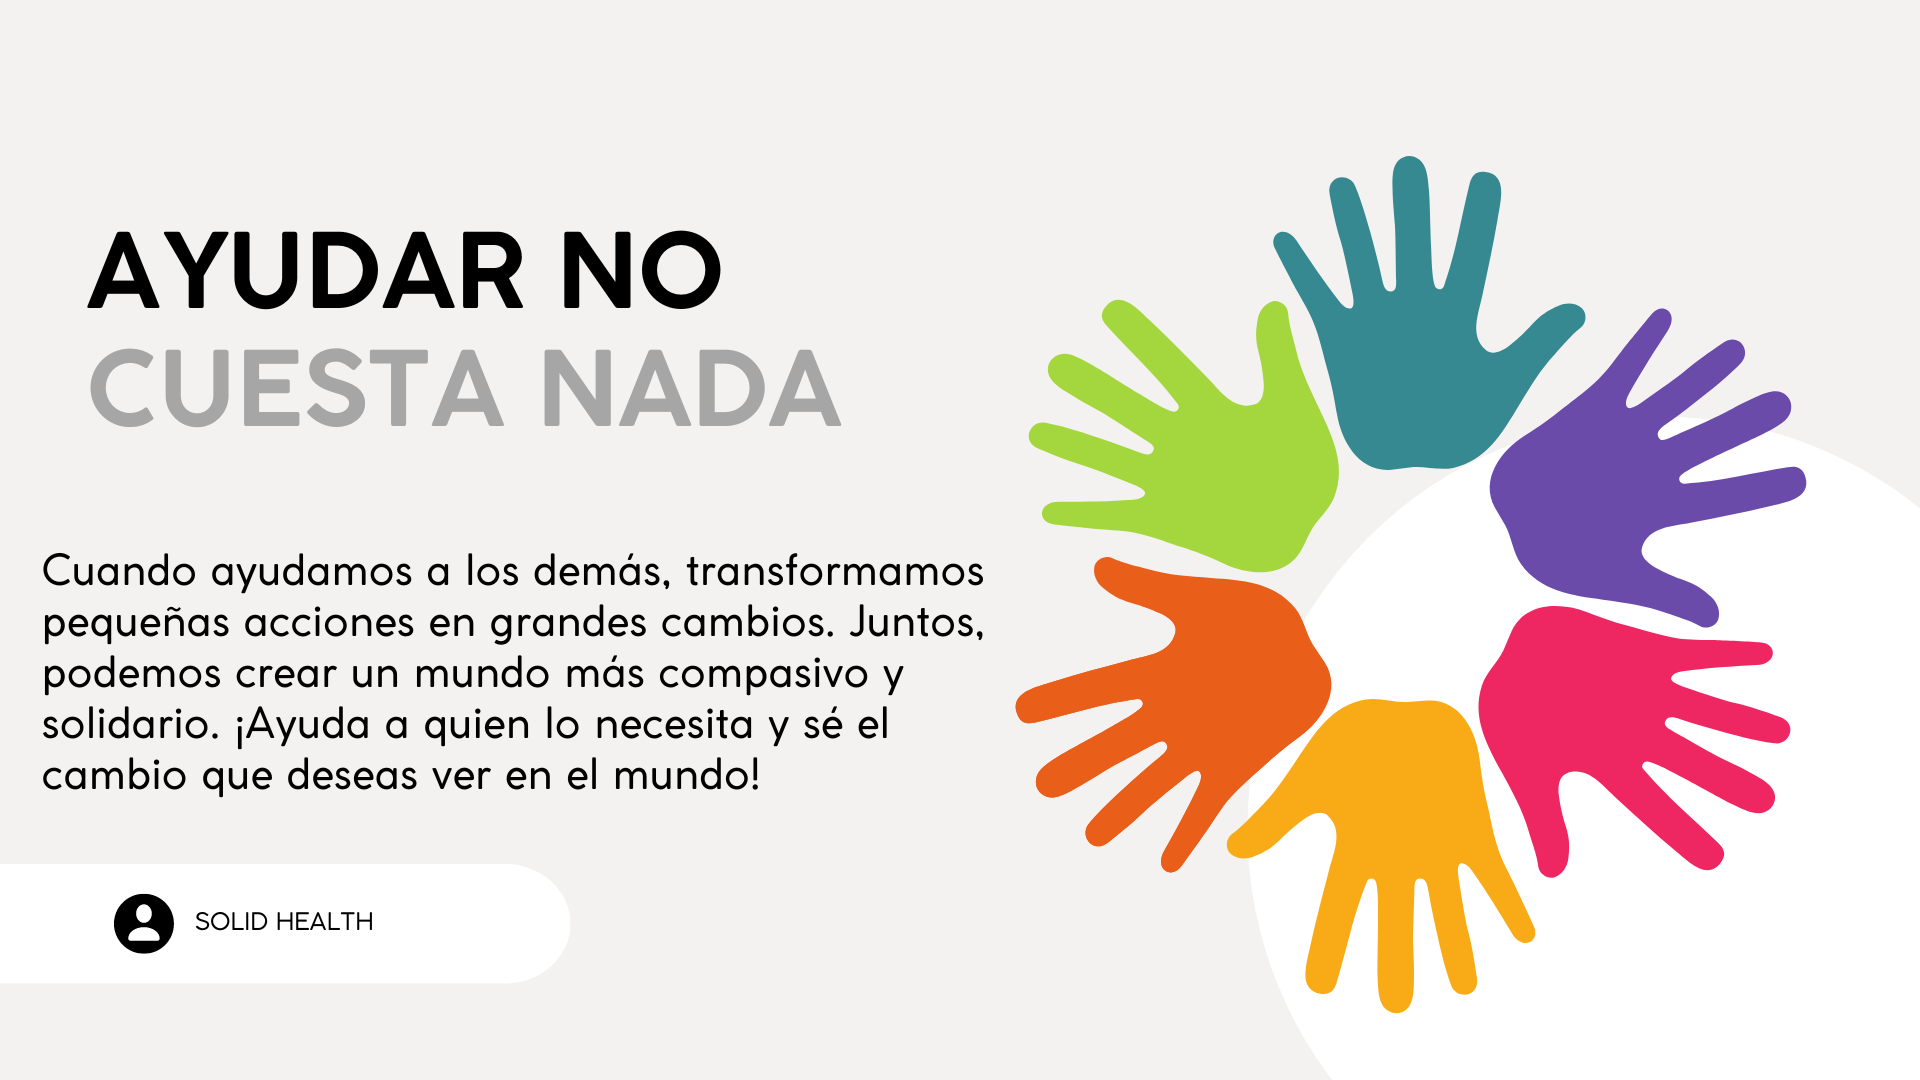 AYUDAR NO
CUESTA NADA
Cuando ayudamos a los demás, transformamos
pequeñas acciones en grandes cambios. Juntos,
podemos crear un mundo más compasivo y
solidario. ¡Ayuda a quien lo necesita y sé el
cambio que deseas ver en el mundo!
SOLID HEALTH